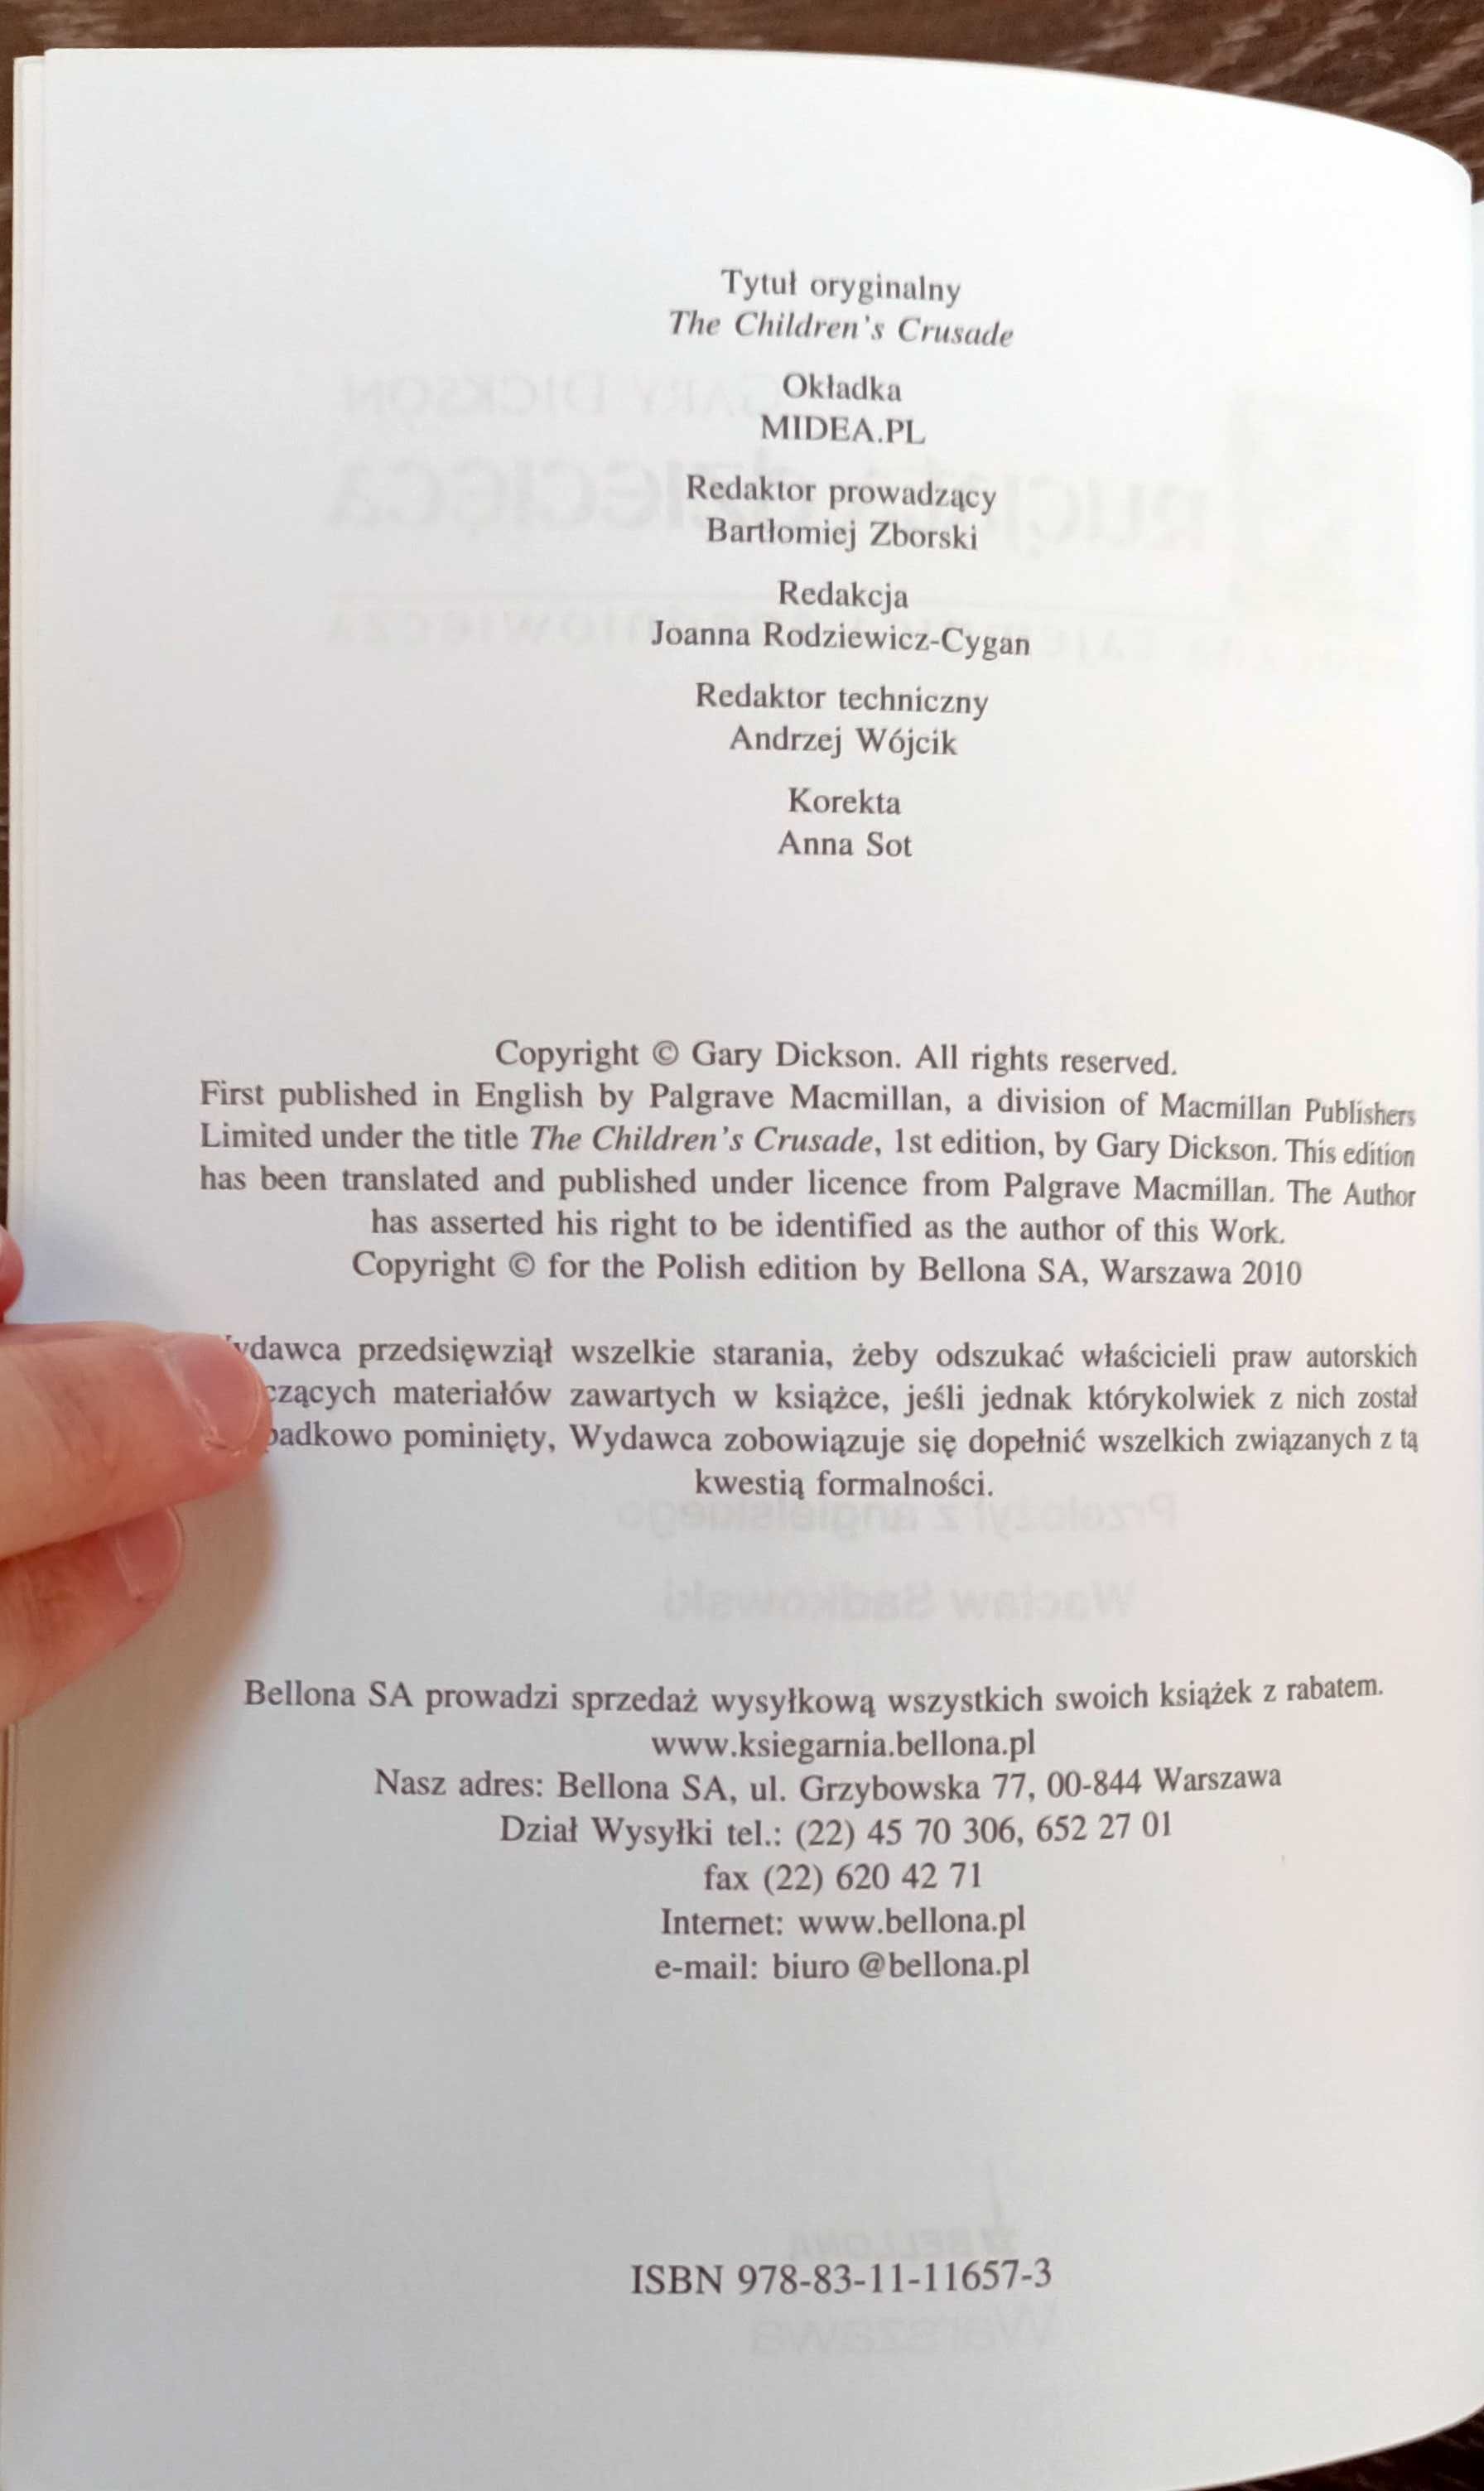 Tytuł oryginalny
The Children's Crusade
Okładka
MIDEA.PL
Redaktor prowadzący
Bartłomiej Zborski
Redakcja
Joanna Rodziewicz-Cygan
Redaktor techniczny
Andrzej Wójcik
Korekta
Anna Sot
Copyright © Gary Dickson. All rights reserved.
First published in English by Palgrave Macmillan, a division of Macmillan Publishers
Limited under the title The Children's Crusade, 1st edition, by Gary Dickson. This edition
has been translated and published under licence from Palgrave Macmillan. The Author
has asserted his right to be identified as the author of this Work.
Copyright © for the Polish edition by Bellona SA, Warszawa 2010
przedsięwziął wszelkie starania, żeby odszukać właścicieli praw autorskich
materiałów zawartych w książce, jeśli jednak którykolwiek z nich został
pominięty, Wydawca zobowiązuje się dopełnić wszelkich związanych z tą
kwestią formalności.
Bellona SA prowadzi sprzedaż wysyłkową wszystkich swoich książek z rabatem.
www.ksiegarnia.bellona.pl
Nasz adres: Bellona SA, ul. Grzybowska 77, 00-844 Warszawa
Dział Wysyłki tel.: (22) 45 70 306, 652 27 01
fax (22) 620 42 71
Internet: www.bellona.pl
e-mail: biuro @bellona.pl
ISBN 978-83-11-11657-3